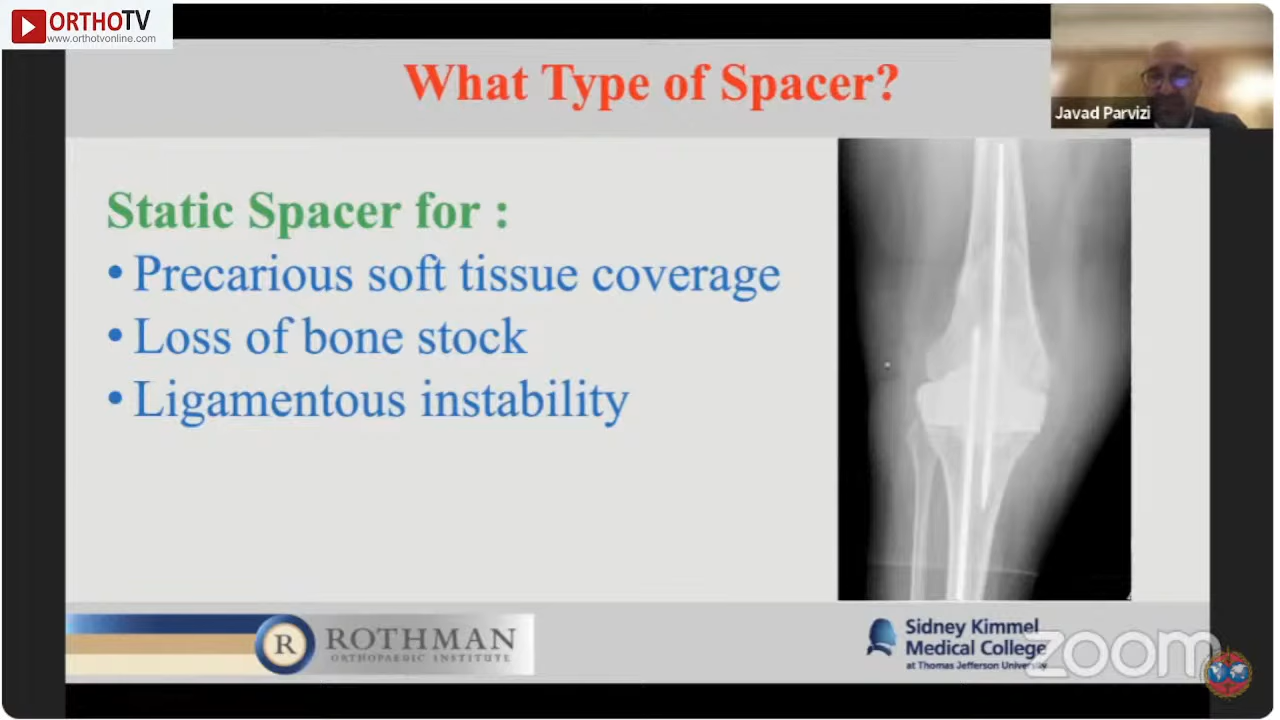 ORTHOTV
www.orthotvonline.com
What Type of Spacer?
Javad Parvizi
Static Spacer for :
• Precarious soft tissue coverage
• Loss of bone stock
• Ligamentous instability
R ROTHMAN
ORTHOPAEDIC INSTITUTE
Sidney Kimmel
Medical College
at Thomas Jefferson University
zoom